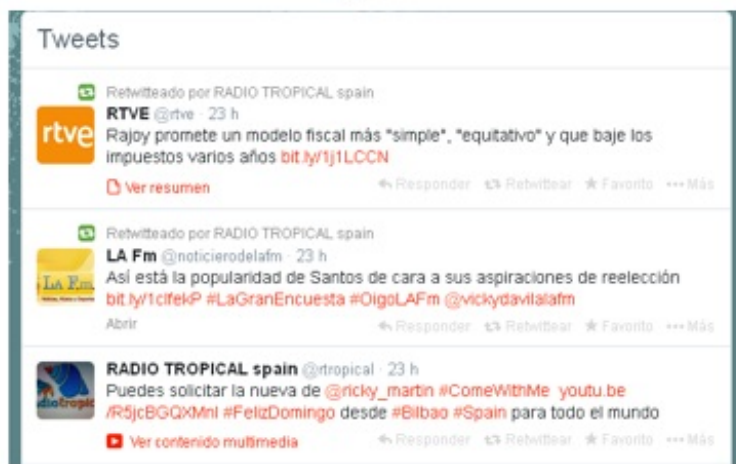 Tweets
Retwitteado por RADIO TROPICAL spain
RTVE @rtve · 23 h
rtve
Rajoy promete un modelo fiscal más "simple", "equitativo" y que baje los
impuestos varios años bit.ly/1j1LCCN
Ver resumen Responder Retwittear Favorito Más
Retwitteado por RADIO TROPICAL spain
LA Fm @noticierodelafm · 23 h
LA Fm
Así está la popularidad de Santos de cara a sus aspiraciones de reelección
bit.ly/1clfekP #LaGranEncuesta #OigoLAFm @vickydavilalafm
Abrir Responder Retwittear Favorito Más
RADIO TROPICAL spain @rtropical · 23 h
Puedes solicitar la nueva de @ricky_martin #ComeWithMe youtu.be
/R5jcBGQXMnI #FelizDomingo desde #Bilbao #Spain para todo el mundo
Ver contenido multimedia Responder Retwittear Favorito Más